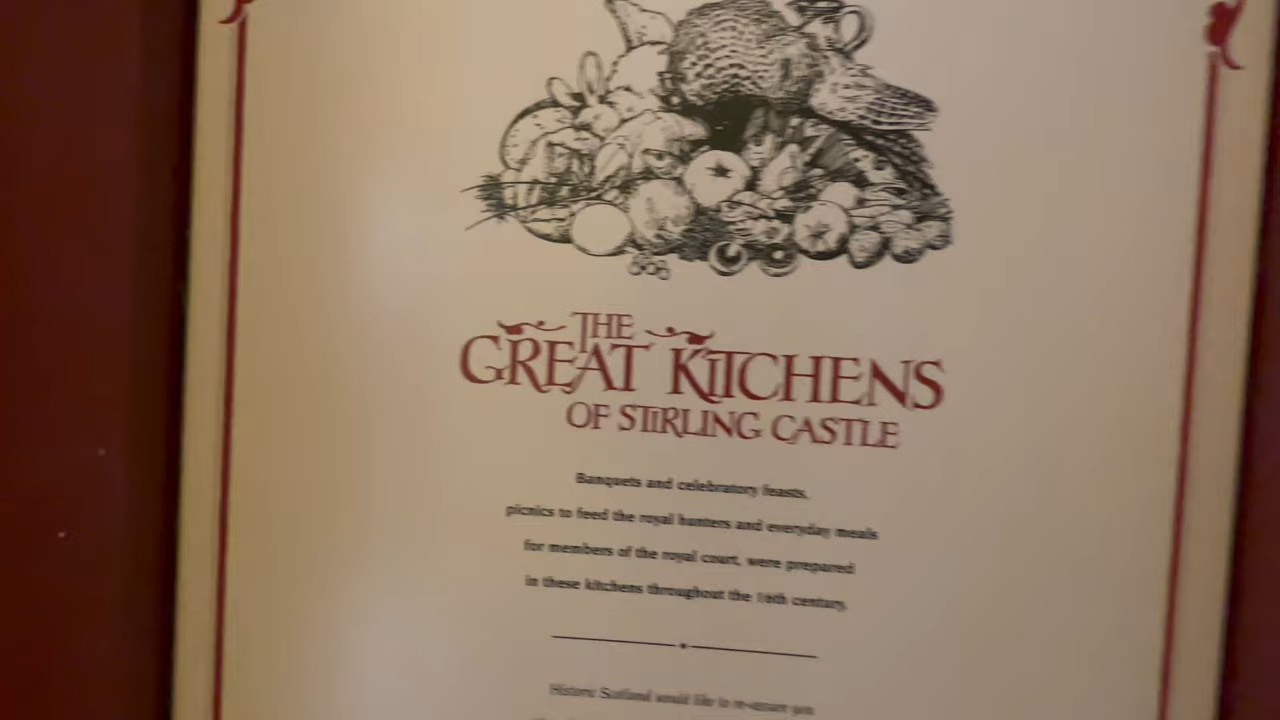 THE
GREAT KITCHENS
OF STIRLING CASTLE
Banquets and celebratory feasts,
picnics to feed the royal hunters and everyday meals
for members of the royal court, were prepared
in these kitchens throughout the 16th century.
Historic Scotland would like to re-assure you